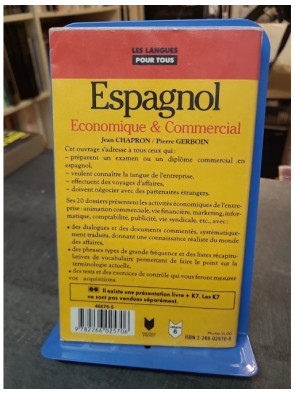 LES LANGUES
POUR TOUS
Espagnol
Economique & Commercial
Jean CHAPRON / Pierre GERBOIN
Cet ouvrage s'adresse à tous ceux qui :
– préparent un examen ou un diplôme commercial en
espagnol,
– veulent connaître la langue de l'entreprise,
– effectuent des voyages d'affaires,
– doivent négocier avec des partenaires étrangers.
Ses 20 dossiers présentent les activités économiques de l'entre-
prise : animation commerciale, vie financière, marketing, infor-
matique, comptabilité, publicité, vie syndicale, etc., avec :
• des dialogues et des documents commentés, systématique-
ment traduits, donnant une connaissance réaliste du monde
des affaires,
• des phrases types de grande fréquence et des listes récapitu-
latives de vocabulaire permettant de faire le point sur la
terminologie actuelle,
• des tests et des exercices de contrôle qui vous feront mesurer
vos acquisitions.
Il existe une présentation livre + K7. Les K7
ne sont pas vendues séparément.
9 782266 025706
6
ISBN 2-266-02570-6